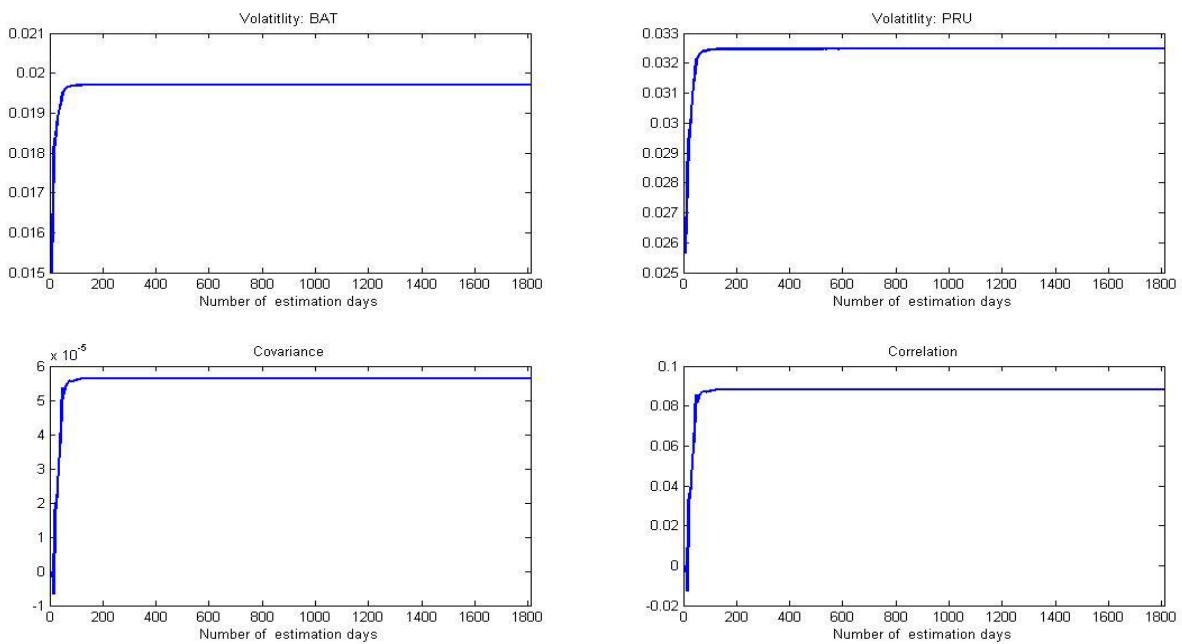 Volatitlity: BAT
0.021
0.02
0.019
0.018
0.017
0.016
0.015
0 200 400 600 800 1000 1200 1400 1600 1800
Number of estimation days
Volatitlity: PRU
0.033
0.032
0.031
0.03
0.029
0.028
0.027
0.026
0.025
0 200 400 600 800 1000 1200 1400 1600 1800
Number of estimation days
Covariance
x 10^-5
6
5
4
3
2
1
0
-1
0 200 400 600 800 1000 1200 1400 1600 1800
Number of estimation days
Correlation
0.1
0.08
0.06
0.04
0.02
0
-0.02
0 200 400 600 800 1000 1200 1400 1600 1800
Number of estimation days